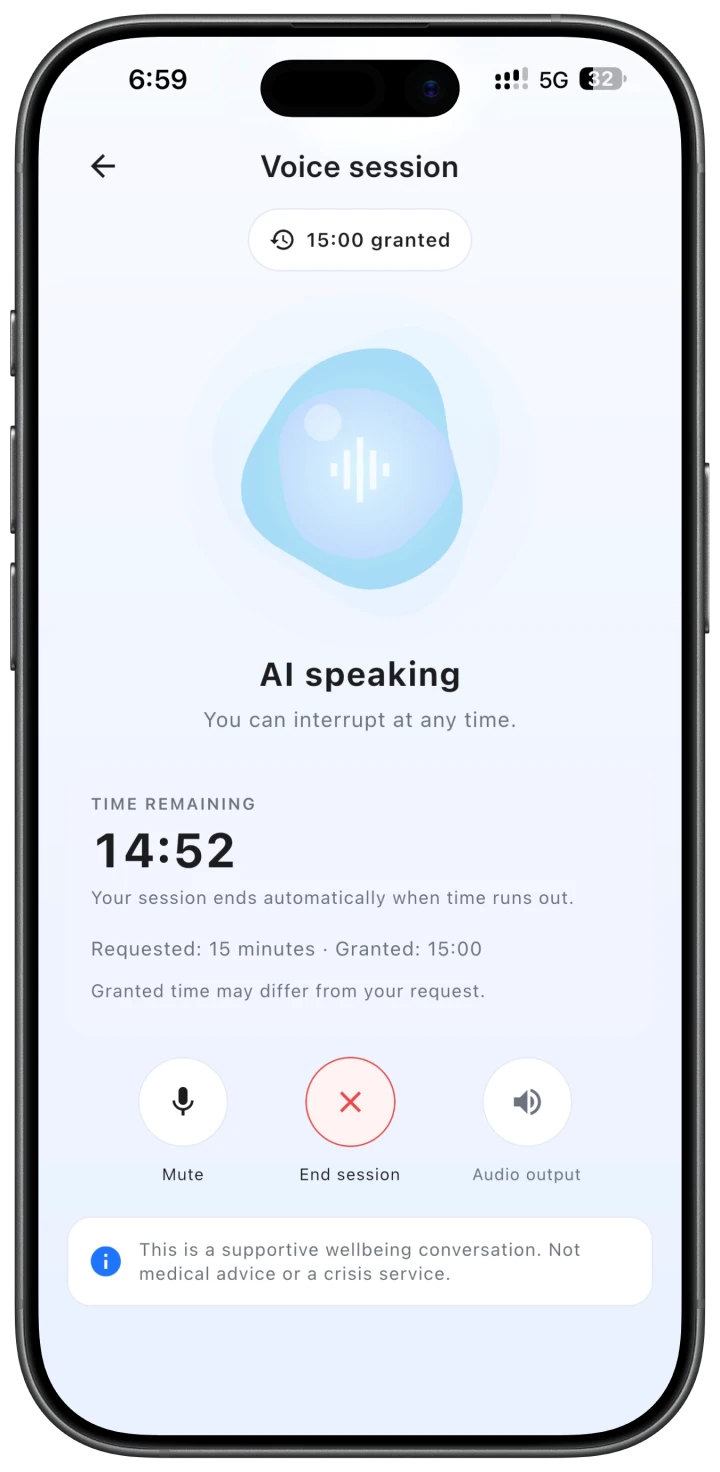 6:59
5G
32
Voice session
15:00 granted
AI speaking
You can interrupt at any time.
TIME REMAINING
14:52
Your session ends automatically when time runs out.
Requested: 15 minutes · Granted: 15:00
Granted time may differ from your request.
Mute
End session
Audio output
This is a supportive wellbeing conversation. Not
medical advice or a crisis service.